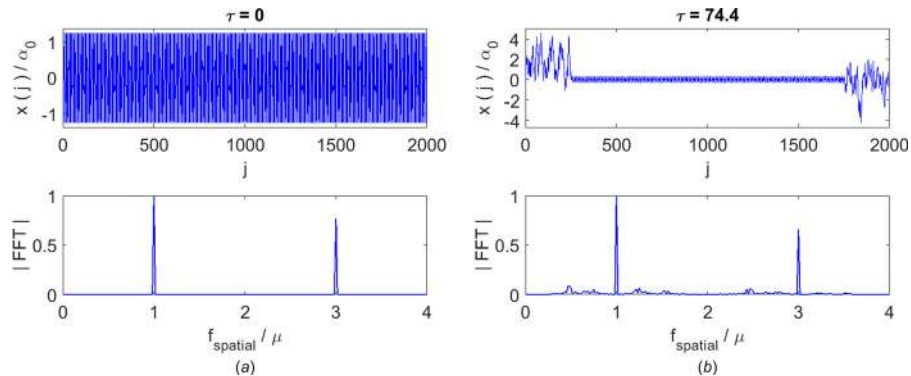 τ = 0
x ( j ) / α0
1
0
-1
0 500 1000 1500 2000
j
| FFT |
1
0.5
0
0 1 2 3 4
fspatial / μ
(a)
τ = 74.4
x ( j ) / α0
4
2
0
-2
-4
0 500 1000 1500 2000
j
| FFT |
1
0.5
0
0 1 2 3 4
fspatial / μ
(b)